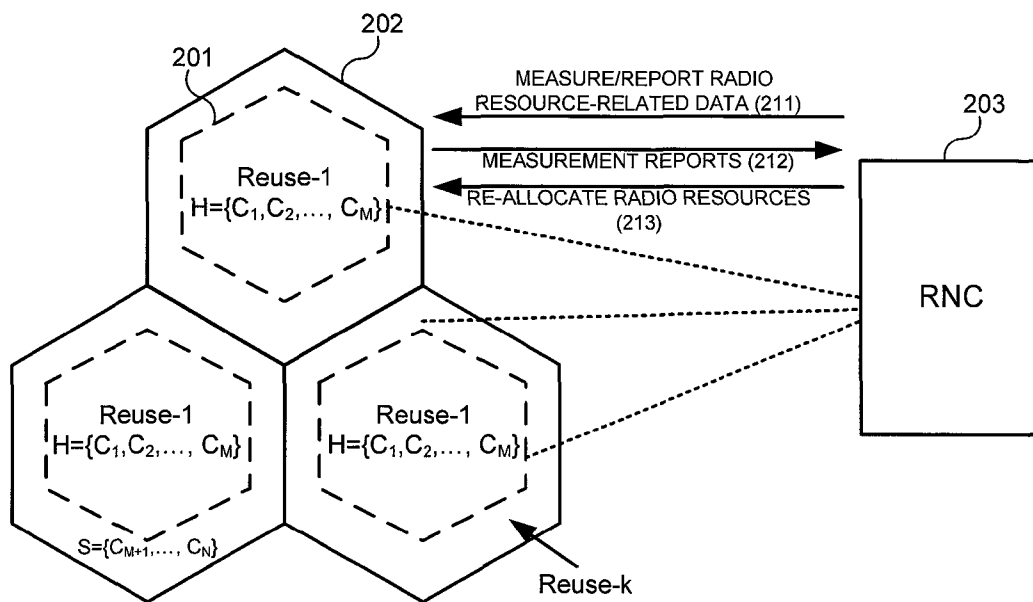 202
201
MEASURE/REPORT RADIO
RESOURCE-RELATED DATA (211)
203
Reuse-1
H={C1,C2,..., CM}
MEASUREMENT REPORTS (212)
RE-ALLOCATE RADIO RESOURCES
(213)
RNC
Reuse-1
H={C1,C2,..., CM}
Reuse-1
H={C1,C2,..., CM}
S={CM+1,..., CN}
Reuse-k